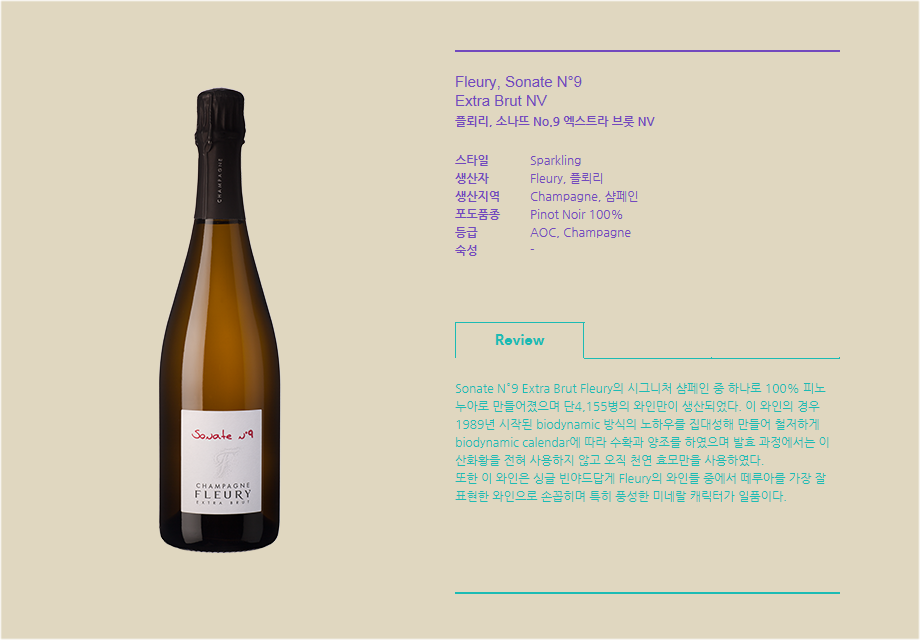 Fleury, Sonate N°9
Extra Brut NV
플뢰리, 소나뜨 No.9 엑스트라 브룻 NV
스타일 Sparkling
생산자 Fleury, 플뢰리
생산지역 Champagne, 샴페인
포도품종 Pinot Noir 100%
등급 AOC, Champagne
숙성 -
Review
Sonate N°9 Extra Brut Fleury의 시그니처 샴페인 중 하나로 100% 피노
누아로 만들어졌으며 단4,155병의 와인만이 생산되었다. 이 와인의 경우
1989년 시작된 biodynamic 방식의 노하우를 집대성해 만들어 철저하게
biodynamic calendar에 따라 수확과 양조를 하였으며 발효 과정에서는 이
산화황을 전혀 사용하지 않고 오직 천연 효모만을 사용하였다.
또한 이 와인은 싱글 빈야드답게 Fleury의 와인들 중에서 떼루아를 가장 잘
표현한 와인으로 손꼽히며 특히 풍성한 미네랄 캐릭터가 일품이다.
CHAMPAGNE
Sonate n°9
CHAMPAGNE
FLEURY
EXTRA BRUT